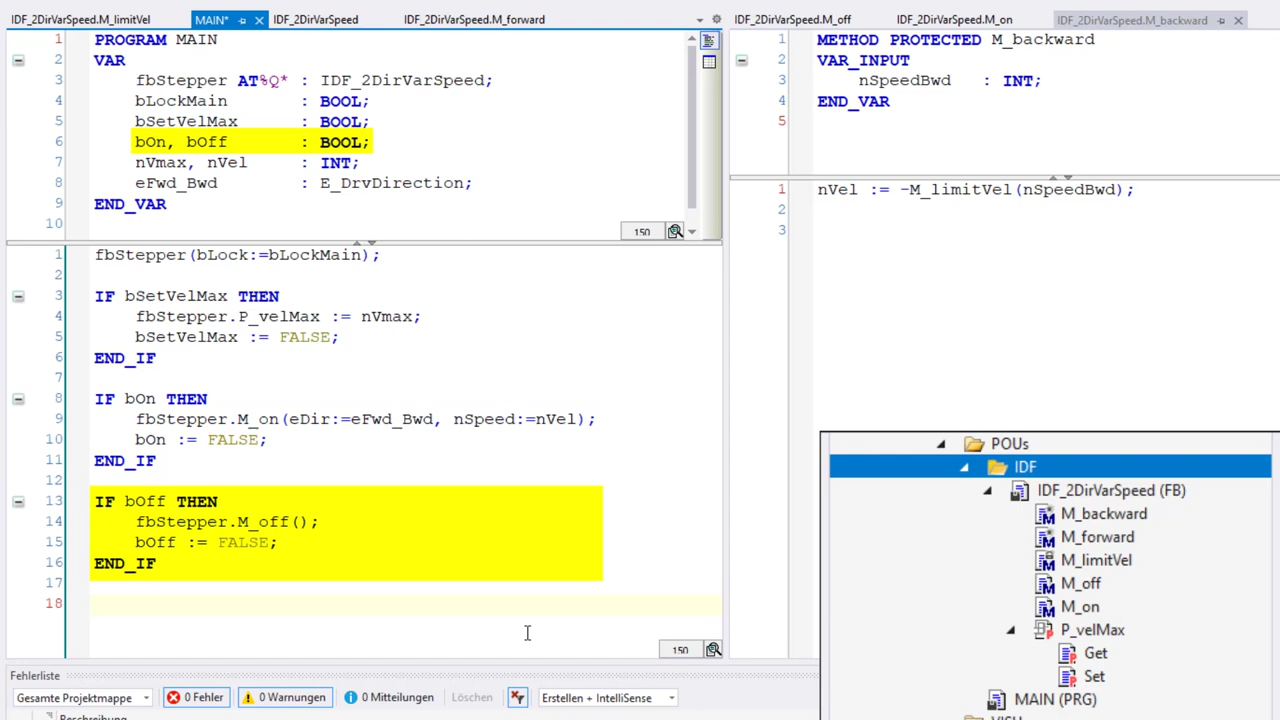 IDF_2DirVarSpeed.M_limitVel MAIN* IDF_2DirVarSpeed IDF_2DirVarSpeed.M_forward
1 PROGRAM MAIN
2 VAR
3 fbStepper AT%Q* : IDF_2DirVarSpeed;
4 bLockMain : BOOL;
5 bSetVelMax : BOOL;
6 bOn, bOff : BOOL;
7 nVmax, nVel : INT;
8 eFwd_Bwd : E_DrvDirection;
9 END_VAR
10
150
1 fbStepper(bLock:=bLockMain);
2
3 IF bSetVelMax THEN
4 fbStepper.P_velMax := nVmax;
5 bSetVelMax := FALSE;
6 END_IF
7
8 IF bOn THEN
9 fbStepper.M_on(eDir:=eFwd_Bwd, nSpeed:=nVel);
10 bOn := FALSE;
11 END_IF
12
13 IF bOff THEN
14 fbStepper.M_off();
15 bOff := FALSE;
16 END_IF
17
18
150
IDF_2DirVarSpeed.M_off IDF_2DirVarSpeed.M_on IDF_2DirVarSpeed.M_backward
1 METHOD PROTECTED M_backward
2 VAR_INPUT
3 nSpeedBwd : INT;
4 END_VAR
5
1 nVel := -M_limitVel(nSpeedBwd);
2
3
POUs
IDF
IDF_2DirVarSpeed (FB)
M_backward
M_forward
M_limitVel
M_off
M_on
P_velMax
Get
Set
MAIN (PRG)
Fehlerliste
Gesamte Projektmappe 0 Fehler 0 Warnungen 0 Mitteilungen Löschen Erstellen + IntelliSense
Beschreibung